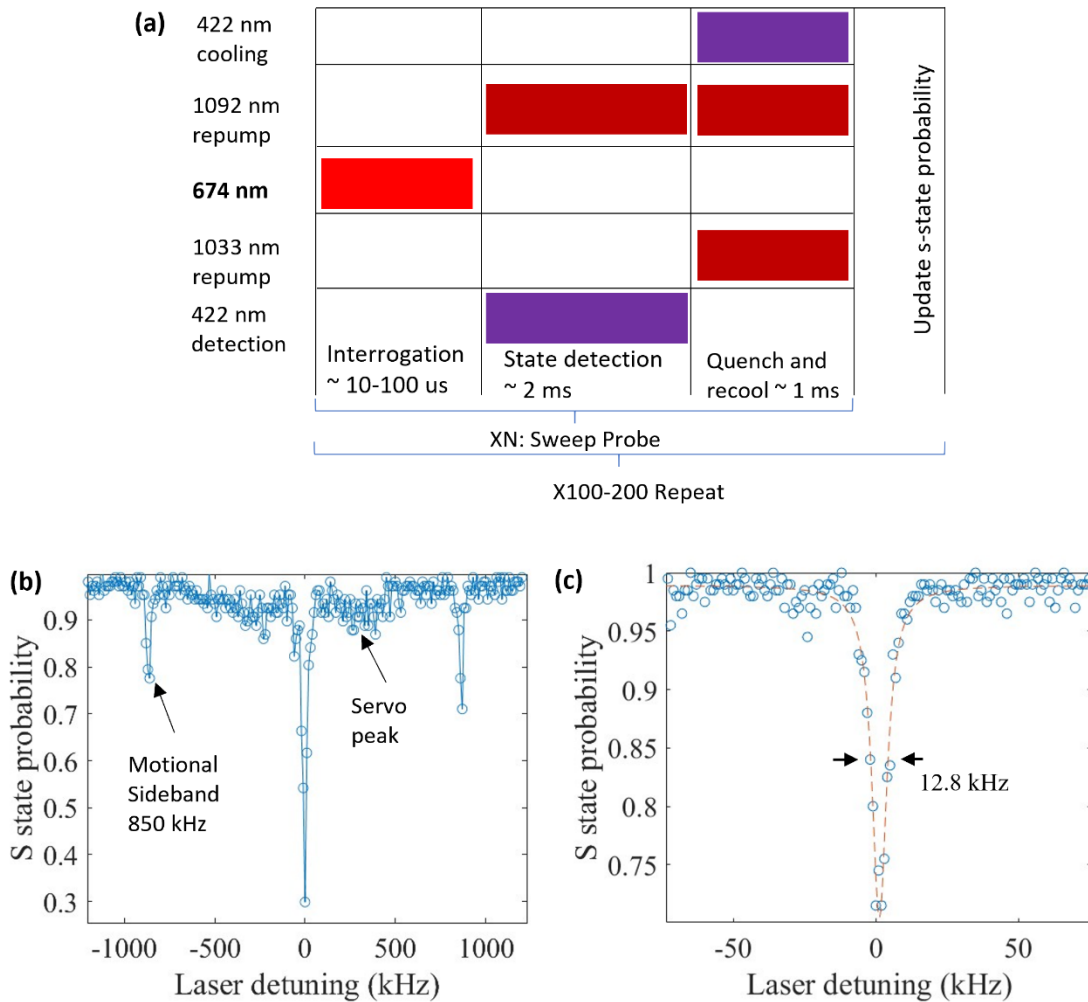 (a)
422 nm
cooling
1092 nm
repump
674 nm
1033 nm
repump
422 nm
detection
Interrogation
~ 10-100 us
State detection
~ 2 ms
Quench and
recool ~ 1 ms
Update s-state probability
XN: Sweep Probe
X100-200 Repeat
(b)
S state probability
0.9
0.8
0.7
0.6
0.5
0.4
0.3
Motional
Sideband
850 kHz
Servo
peak
-1000 -500 0 500 1000
Laser detuning (kHz)
(c)
S state probability
1
0.95
0.9
0.85
0.8
0.75
12.8 kHz
-50 0 50
Laser detuning (kHz)